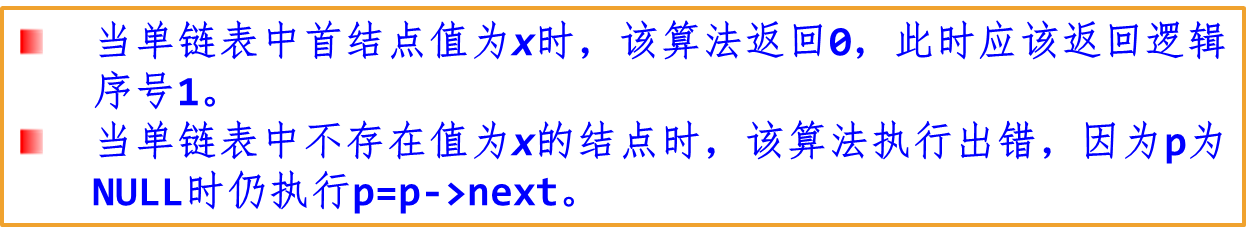 当单链表中首结点值为x时，该算法返回0，此时应该返回逻辑
序号1。
当单链表中不存在值为x的结点时，该算法执行出错，因为p为
NULL时仍执行p=p->next。